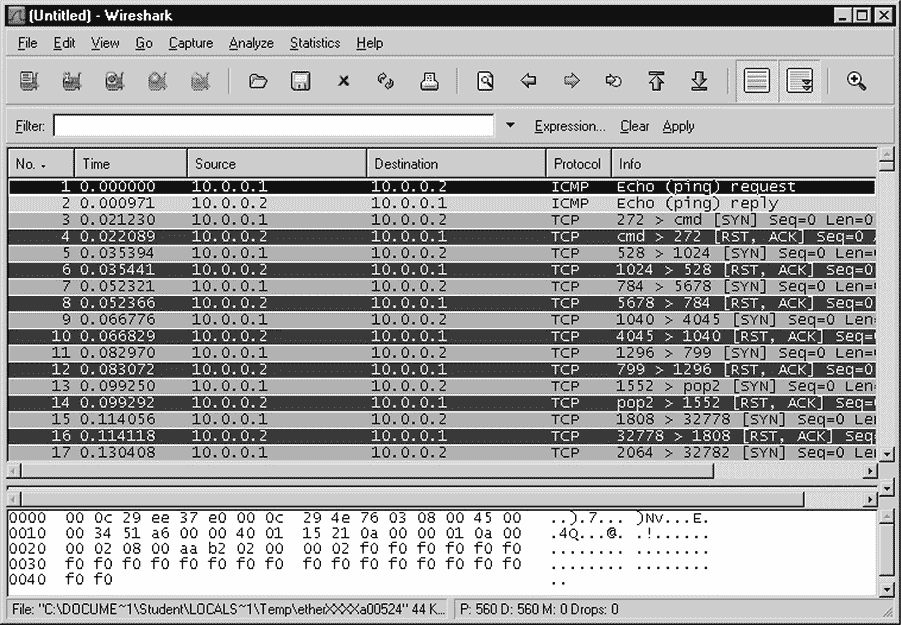 (Untitled) - Wireshark
File Edit View Go Capture Analyze Statistics Help
Filter: Expression... Clear Apply
No. Time Source Destination Protocol Info
1 0.000000 10.0.0.1 10.0.0.2 ICMP Echo (ping) request
2 0.000971 10.0.0.2 10.0.0.1 ICMP Echo (ping) reply
3 0.021230 10.0.0.1 10.0.0.2 TCP 272 > cmd [SYN] Seq=0 Len=0
4 0.022089 10.0.0.2 10.0.0.1 TCP cmd > 272 [RST, ACK] Seq=0
5 0.035394 10.0.0.1 10.0.0.2 TCP 528 > 1024 [SYN] Seq=0 Len=
6 0.035441 10.0.0.2 10.0.0.1 TCP 1024 > 528 [RST, ACK] Seq=0
7 0.052321 10.0.0.1 10.0.0.2 TCP 784 > 5678 [SYN] Seq=0 Len=
8 0.052366 10.0.0.2 10.0.0.1 TCP 5678 > 784 [RST, ACK] Seq=0
9 0.066776 10.0.0.1 10.0.0.2 TCP 1040 > 4045 [SYN] Seq=0 Len=
10 0.066829 10.0.0.2 10.0.0.1 TCP 4045 > 1040 [RST, ACK] Seq=
11 0.082970 10.0.0.1 10.0.0.2 TCP 1296 > 799 [SYN] Seq=0 Len=
12 0.083072 10.0.0.2 10.0.0.1 TCP 799 > 1296 [RST, ACK] Seq=0
13 0.099250 10.0.0.1 10.0.0.2 TCP 1552 > pop2 [SYN] Seq=0 Len=
14 0.099292 10.0.0.2 10.0.0.1 TCP pop2 > 1552 [RST, ACK] Seq=
15 0.114056 10.0.0.1 10.0.0.2 TCP 1808 > 32778 [SYN] Seq=0 Le
16 0.114118 10.0.0.2 10.0.0.1 TCP 32778 > 1808 [RST, ACK] Seq
17 0.130408 10.0.0.1 10.0.0.2 TCP 2064 > 32782 [SYN] Seq=0 Le
0000 00 0c 29 ee 37 e0 00 0c 29 4e 76 03 08 00 45 00 ..).7... )Nv...E.
0010 00 34 51 a6 00 00 40 01 15 21 0a 00 00 01 0a 00 .4Q...@. .!......
0020 00 02 08 00 aa b2 02 00 00 02 f0 f0 f0 f0 f0 f0 ........ ........
0030 f0 f0 f0 f0 f0 f0 f0 f0 f0 f0 f0 f0 f0 f0 f0 f0 ........ ........
0040 f0 f0 ..
File: "C:\DOCUME~1\Student\LOCALS~1\Temp\etherXXXXa00524" 44 K... P: 560 D: 560 M: 0 Drops: 0